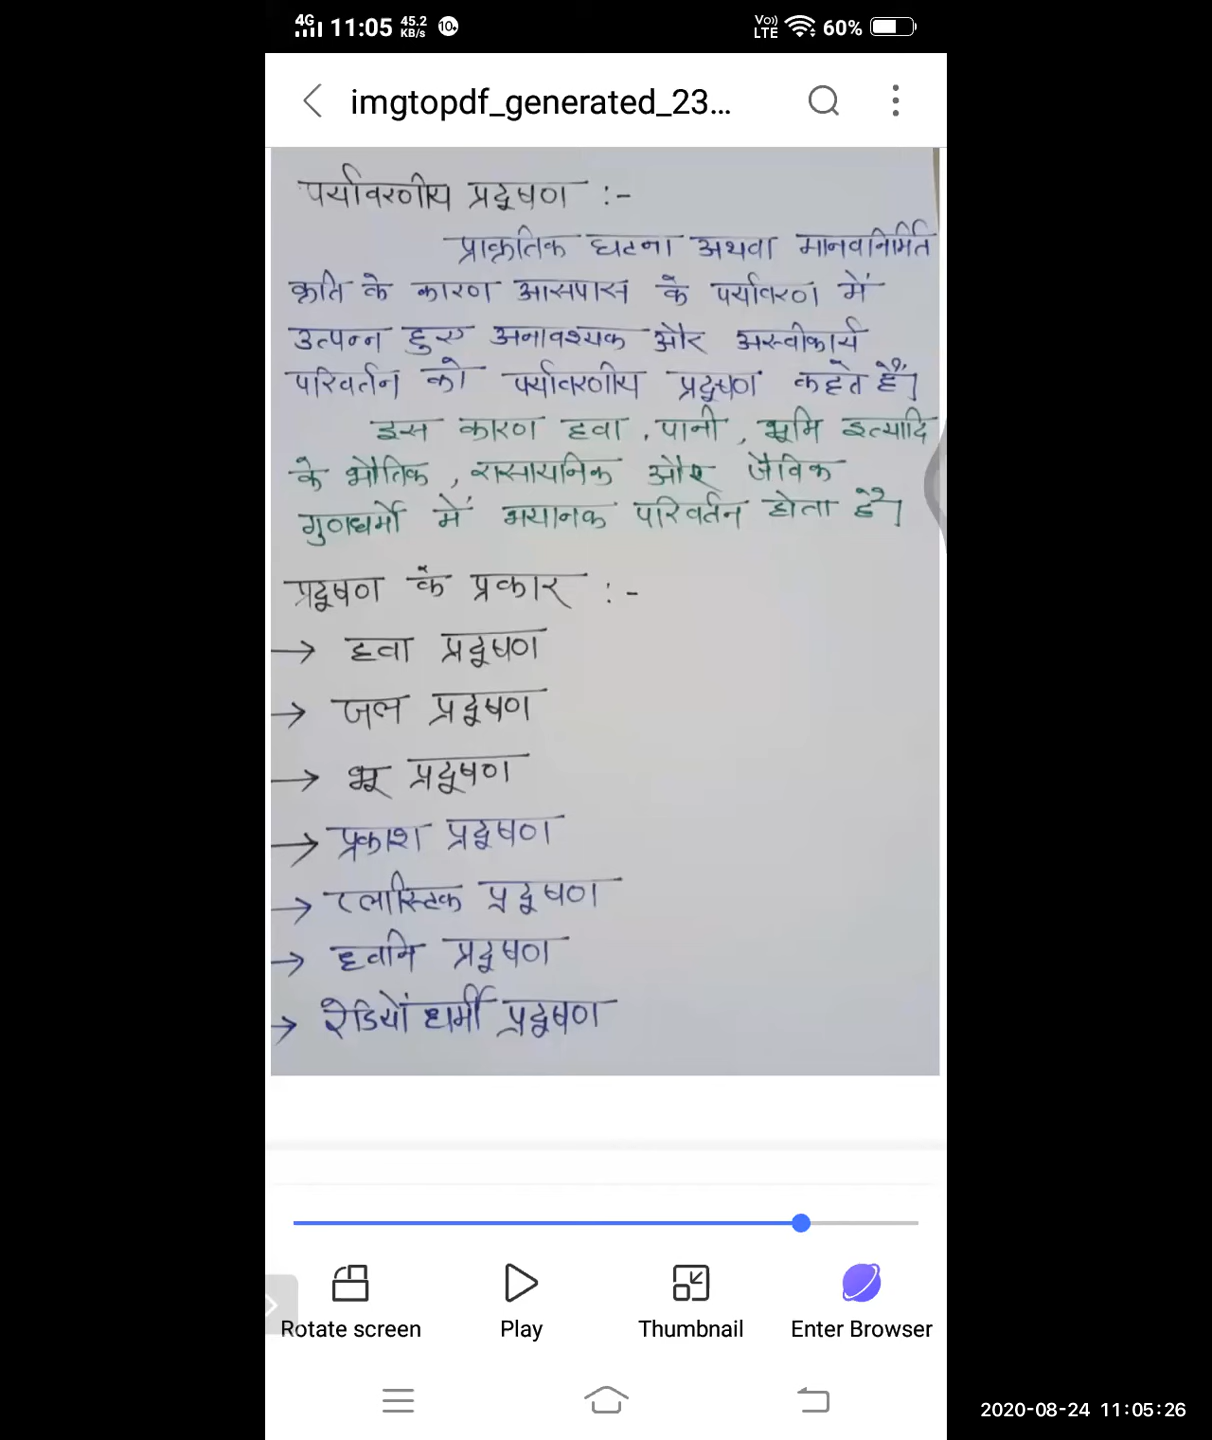 4G 11:05 45.2 KB/s 10+ Vo)) LTE 60%
imgtopdf_generated_23...
पर्यावरणीय प्रदूषण :-
प्राकृतिक घटना अथवा मानवनिर्मित
कृति के कारण आसपास के पर्यावरण में
उत्पन्न हुए अनावश्यक और अस्वीकार्य
परिवर्तन को पर्यावरणीय प्रदूषण कहते हैं।
इस कारण हवा , पानी , भूमि इत्यादि
के भौतिक , रासायनिक और जैविक
गुणधर्मो में भयानक परिवर्तन होता है।
प्रदूषण के प्रकार :-
→ हवा प्रदूषण
→ जल प्रदूषण
→ भू प्रदूषण
→ प्रकाश प्रदूषण
→ प्लास्टिक प्रदूषण
→ ध्वनि प्रदूषण
→ रेडियों धर्मी प्रदूषण
Rotate screen Play Thumbnail Enter Browser
2020-08-24 11:05:26